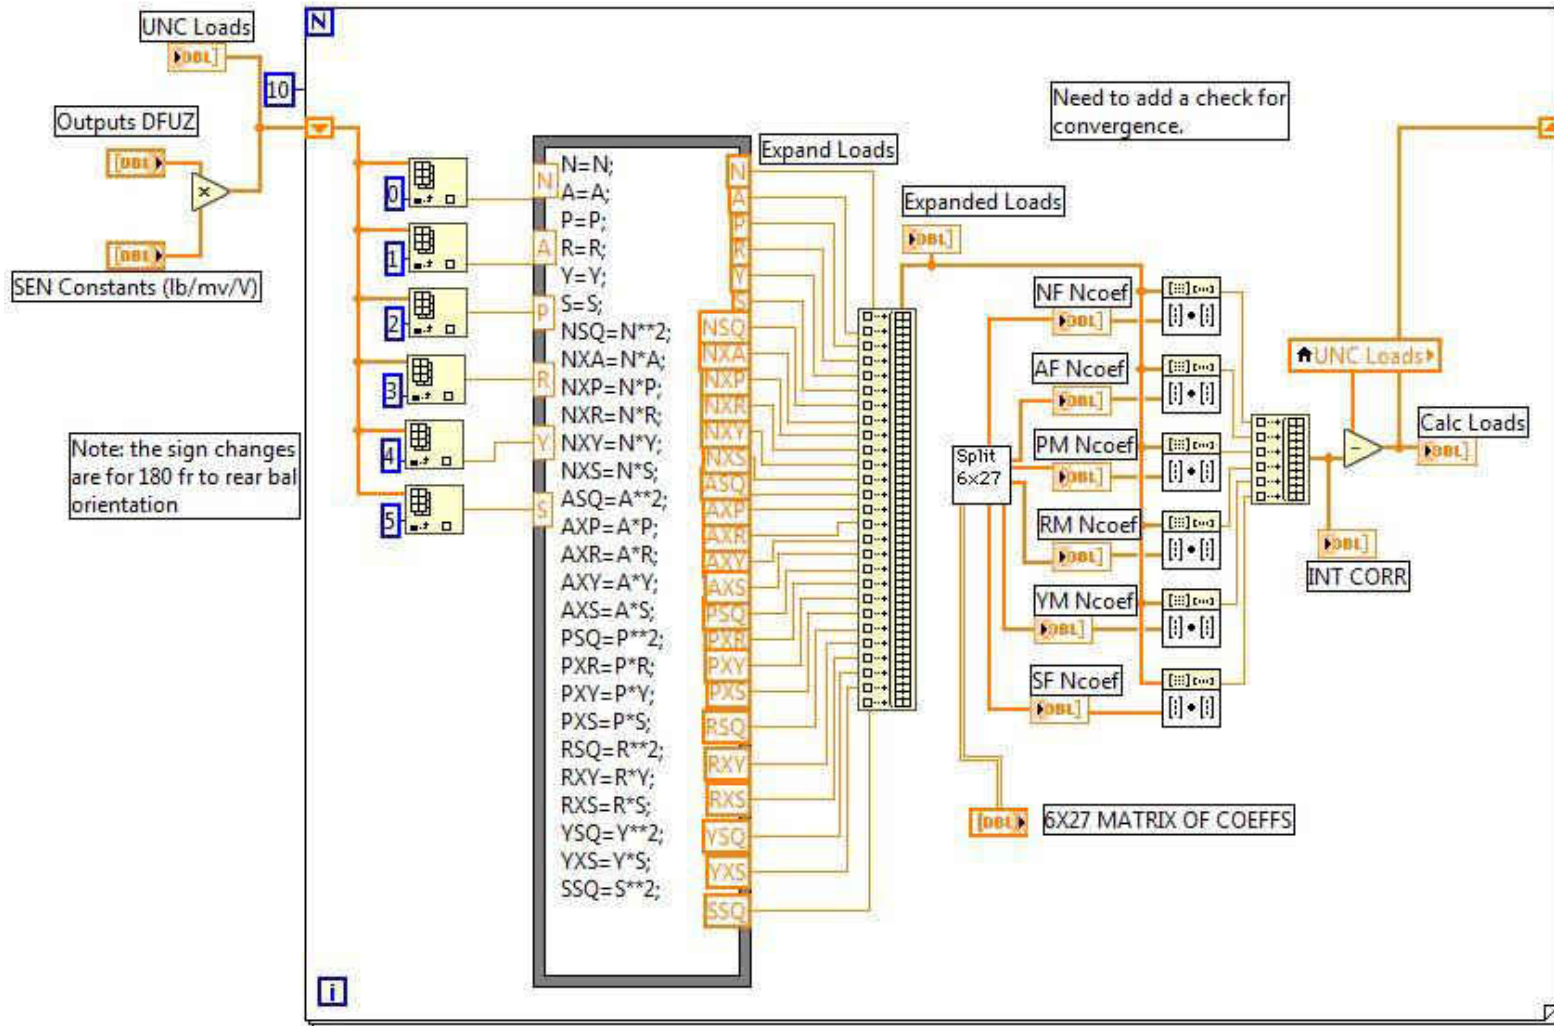 UNC Loads
DBL]
N
10
Outputs DFUZ
[DBL]
×
[DBL]
SEN Constants (lb/mv/V)
Note: the sign changes
are for 180 fr to rear bal
orientation
0
1
2
3
4
5
N
A
P
R
Y
S
N=N;
A=A;
P=P;
R=R;
Y=Y;
S=S;
NSQ=N**2;
NXA=N*A;
NXP=N*P;
NXR=N*R;
NXY=N*Y;
NXS=N*S;
ASQ=A**2;
AXP=A*P;
AXR=A*R;
AXY=A*Y;
AXS=A*S;
PSQ=P**2;
PXR=P*R;
PXY=P*Y;
PXS=P*S;
RSQ=R**2;
RXY=R*Y;
RXS=R*S;
YSQ=Y**2;
YXS=Y*S;
SSQ=S**2;
Expand Loads
N
A
P
R
Y
S
NSQ
NXA
NXP
NXR
NXY
NXS
ASQ
AXP
AXR
AXY
AXS
PSQ
PXR
PXY
PXS
RSQ
RXY
RXS
YSQ
YXS
SSQ
Need to add a check for
convergence.
Expanded Loads
DBL]
Split
6x27
NF Ncoef
DBL]
AF Ncoef
DBL]
PM Ncoef
DBL]
RM Ncoef
DBL]
YM Ncoef
DBL]
SF Ncoef
DBL]
[DBL]
6X27 MATRIX OF COEFFS
UNC Loads
-
Calc Loads
DBL]
DBL]
INT CORR
i